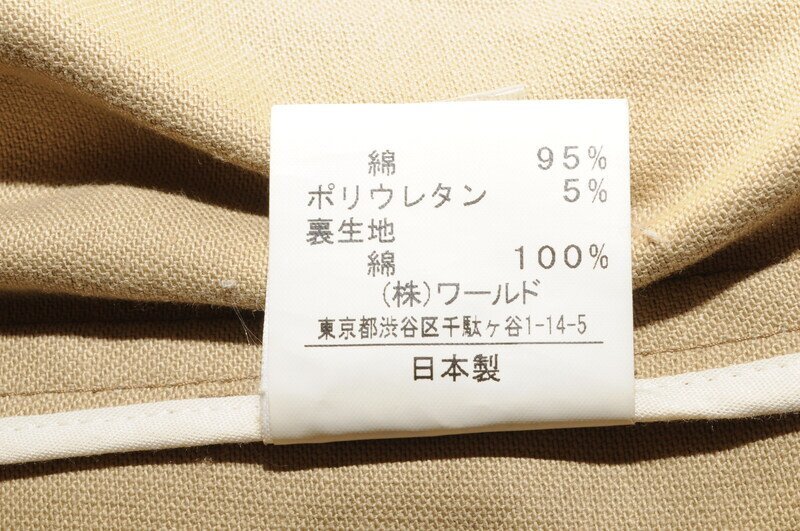 綿 95%
ポリウレタン 5%
裏生地
綿 100%
(株)ワールド
東京都渋谷区千駄ヶ谷1-14-5
日本製